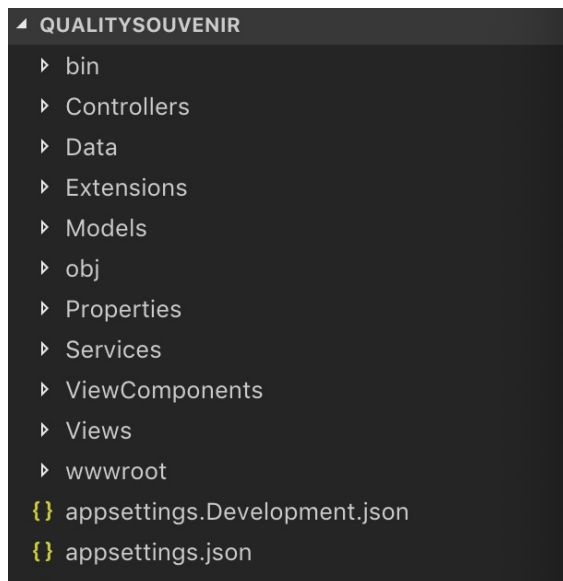 QUALITYSOUVENIR
bin
Controllers
Data
Extensions
Models
obj
Properties
Services
ViewComponents
Views
wwwroot
{} appsettings.Development.json
{} appsettings.json